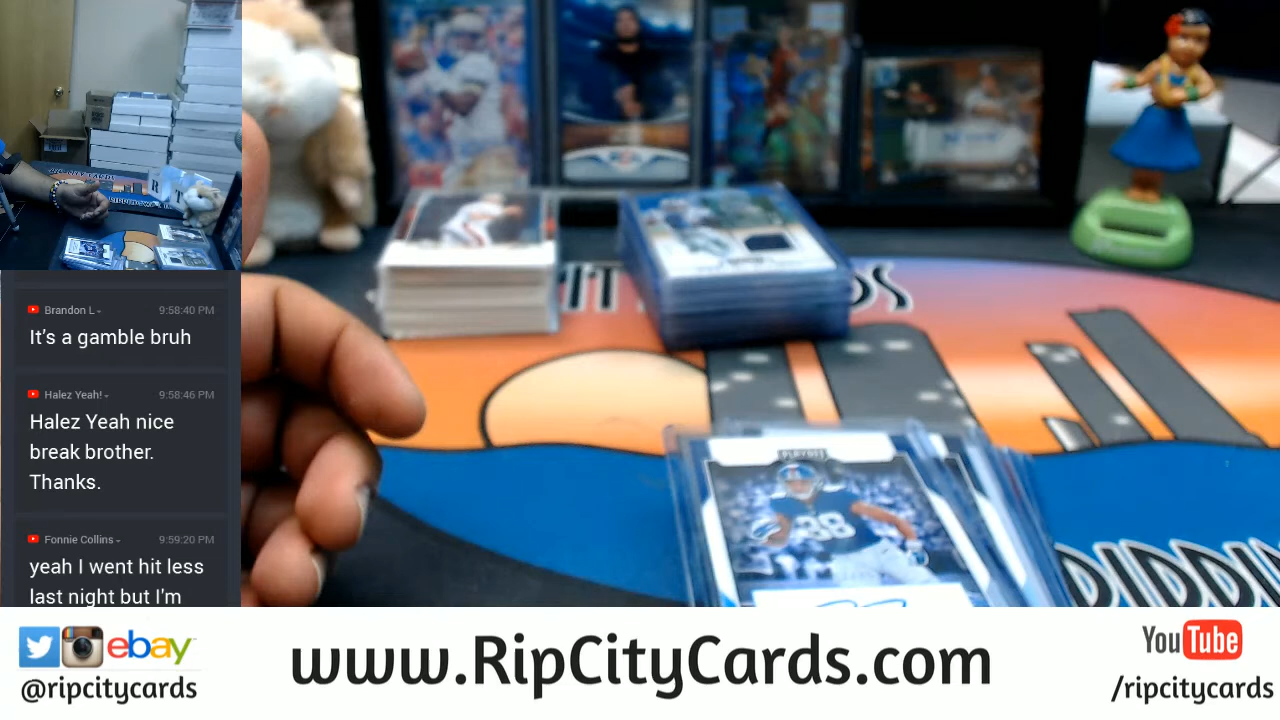 Brandon L
9:58:40 PM
It's a gamble bruh
Halez Yeah!
9:58:46 PM
Halez Yeah nice
break brother.
Thanks.
Fonnie Collins
9:59:20 PM
yeah I went hit less
last night but I'm
PLAYOFF
38
ebay
@ripcitycards
www.RipCityCards.com
YouTube
/ripcitycards